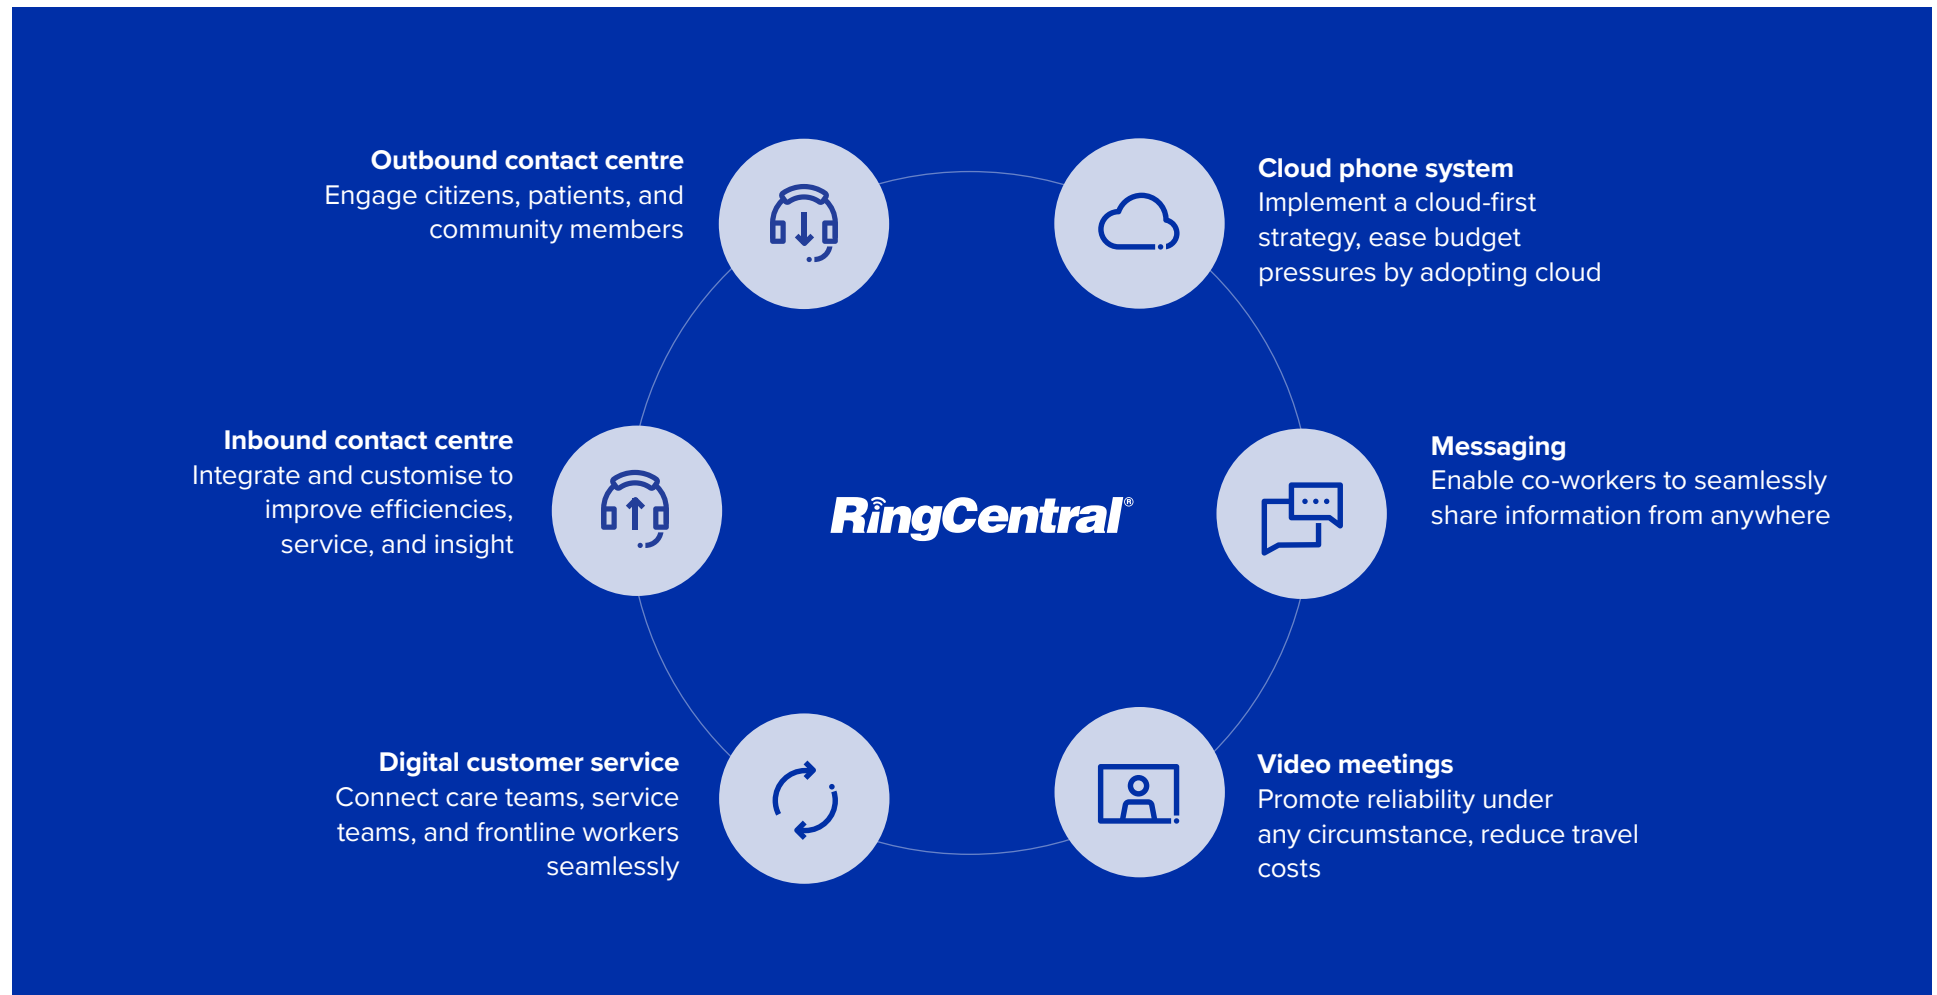 Outbound contact centre
Engage citizens, patients, and
community members
Cloud phone system
Implement a cloud-first
strategy, ease budget
pressures by adopting cloud
Inbound contact centre
Integrate and customise to
improve efficiencies,
service, and insight
RingCentral®
Messaging
Enable co-workers to seamlessly
share information from anywhere
Digital customer service
Connect care teams, service
teams, and frontline workers
seamlessly
Video meetings
Promote reliability under
any circumstance, reduce travel
costs